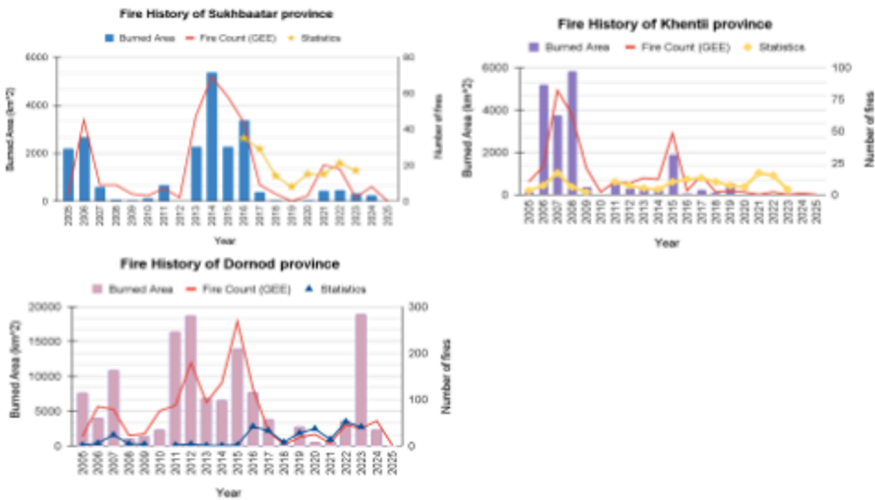 Fire History of Sukhbaatar province
Burned Area Fire Count (GEE) Statistics
6000
4000
2000
0
80
60
40
20
0
Burned Area (km^2)
Number of fires
2005 2006 2007 2008 2009 2010 2011 2012 2013 2014 2015 2016 2017 2018 2019 2020 2021 2022 2023 2024 2025
Year
Fire History of Khentii province
Burned Area Fire Count (GEE) Statistics
6000
4000
2000
0
100
75
50
25
0
Burned Area (km^2)
Number of fires
2005 2006 2007 2008 2009 2010 2011 2012 2013 2014 2015 2016 2017 2018 2019 2020 2021 2022 2023 2024 2025
Year
Fire History of Dornod province
Burned Area Fire Count (GEE) Statistics
20000
15000
10000
5000
0
300
200
100
0
Burned Area (km^2)
Number of fires
2005 2006 2007 2008 2009 2010 2011 2012 2013 2014 2015 2016 2017 2018 2019 2020 2021 2022 2023 2024 2025
Year